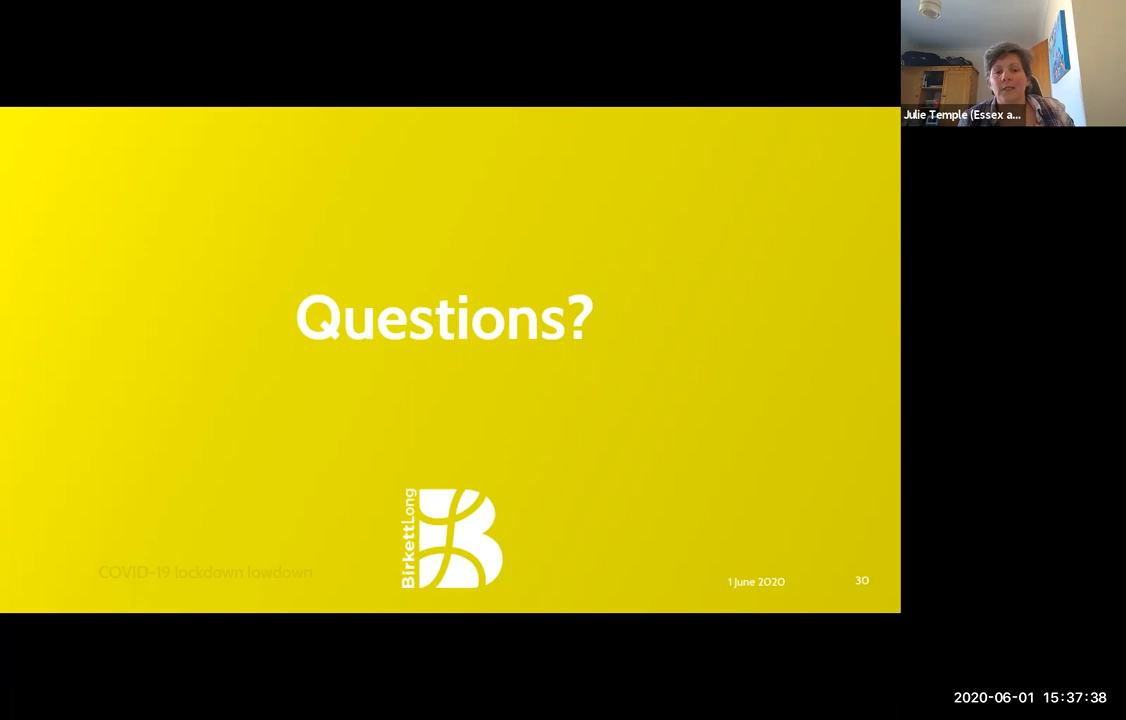 Julie Temple (Essex a...
Questions?
BirkettLong
COVID-19 lockdown lowdown
1 June 2020
30
2020-06-01 15:37:38